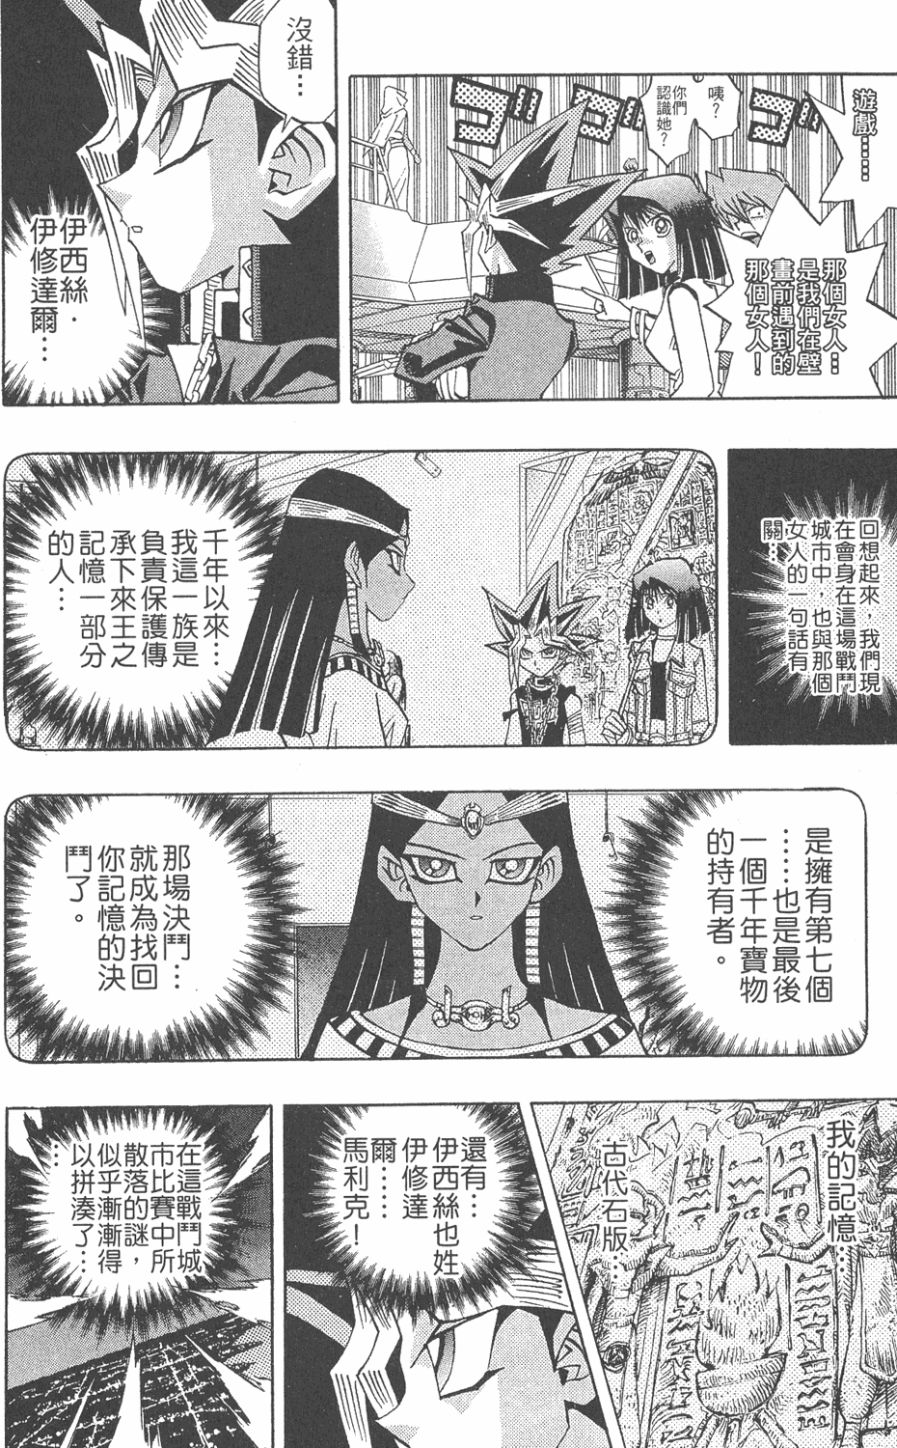 遊戲……
那個女人…
是我們在壁
畫前遇到的
那個女人！
咦？
你們
認識她？
ゴ
ゴ
ゴ
沒錯…
伊西絲．
伊修達爾…
回想起來，我們現
在會身在這場戰鬥
城市中，也與那個
女人的一句話有
關…
千年以來…
我這一族是
負責保護傳
承下來王之
記憶一部分
的人…
是擁有第七個
……也是最後
一個千年寶物
的持有者。
那場決鬥…
就成為找回
你記憶的決
鬥了。
我的記憶…
古代石版…
還有…
伊西絲也姓
伊修達
爾……
馬利克！
在這戰鬥城
市比賽中所
散落的謎，
似乎漸漸得
以拼湊了…
…